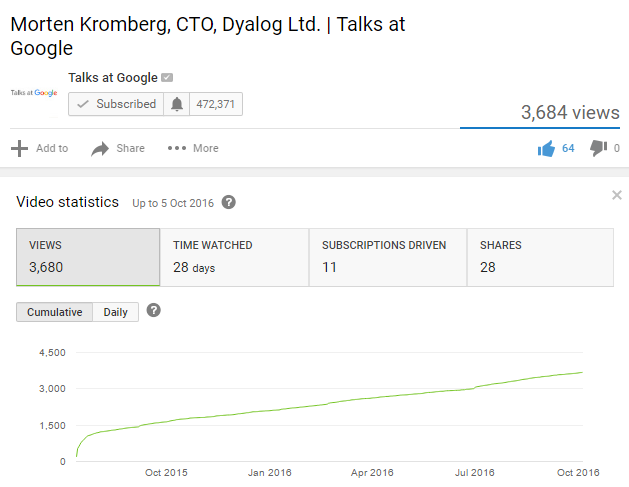 Morten Kromberg, CTO, Dyalog Ltd. | Talks at
Google
Talks at Google
Talks at Google
Subscribed 472,371
3,684 views
Add to Share More 64 0
Video statistics Up to 5 Oct 2016 ?
VIEWS TIME WATCHED SUBSCRIPTIONS DRIVEN SHARES
3,680 28 days 11 28
Cumulative Daily ?
4,500
3,000
1,500
0
Oct 2015 Jan 2016 Apr 2016 Jul 2016 Oct 2016